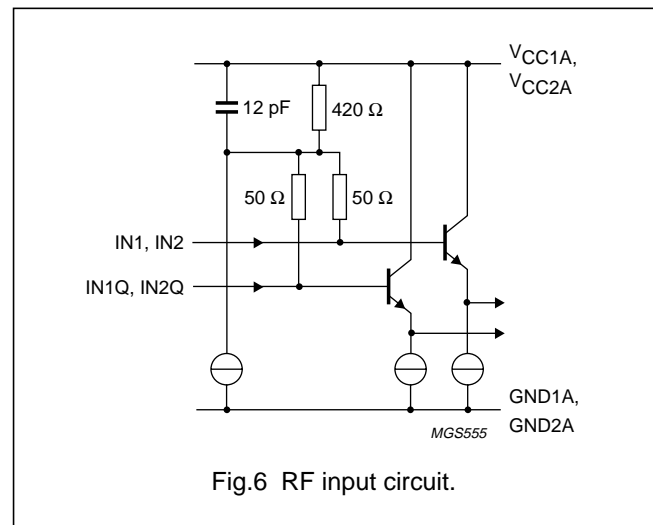 VCC1A,
VCC2A
12 pF
420 Ω
50 Ω
50 Ω
IN1, IN2
IN1Q, IN2Q
GND1A,
GND2A
MGS555
Fig.6 RF input circuit.